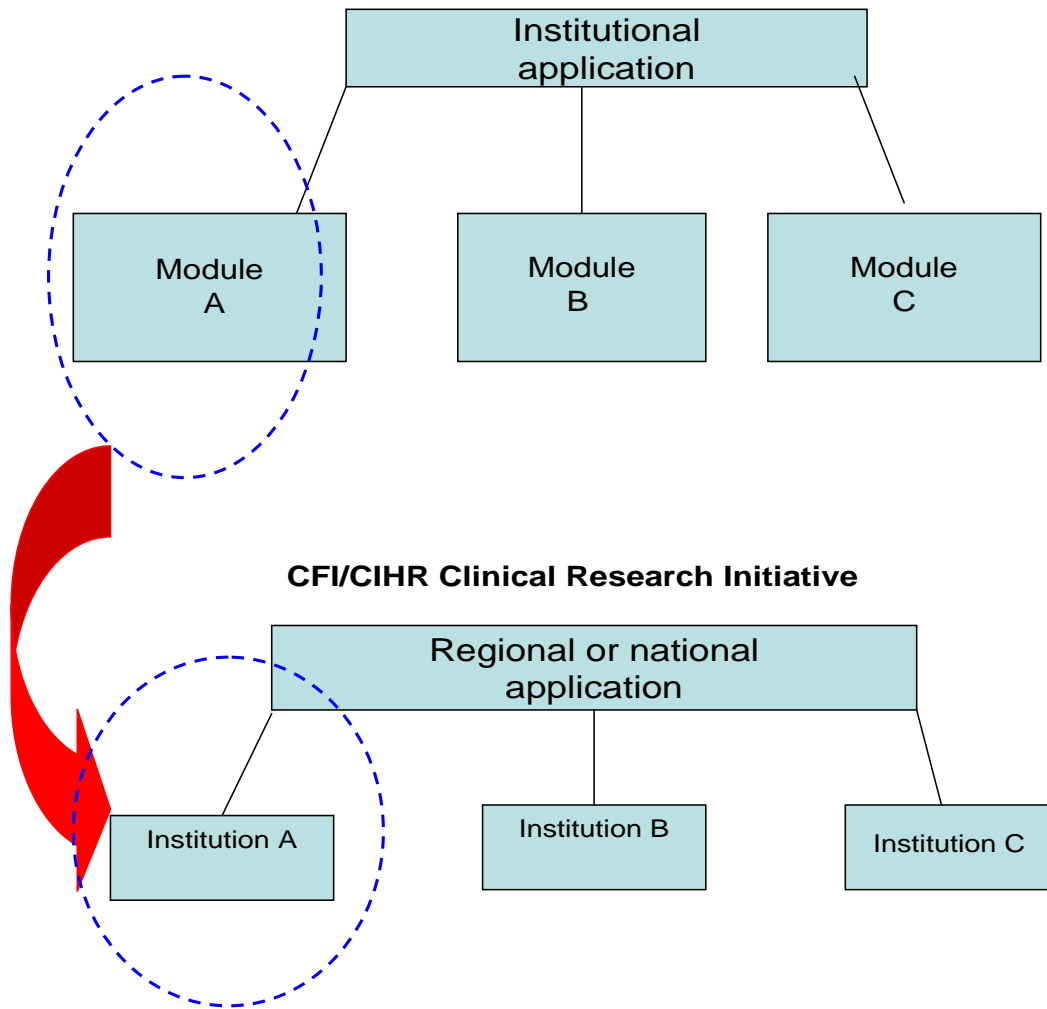 Institutional
application
Module
A
Module
B
Module
C
CFI/CIHR Clinical Research Initiative
Regional or national
application
Institution A
Institution B
Institution C